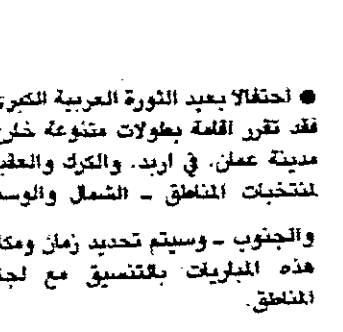 ● احتفالا بعيد الثورة العربية الكبرى
فقد تقرر اقامة بطولات متنوعة خارج
مدينة عمان. في اربد. والكرك والعقبة
لمنتخبات المناطق - الشمال والوسط
والجنوب - وسيتم تحديد زمان ومكان
هذه المباريات بالتنسيق مع لجان
المناطق.